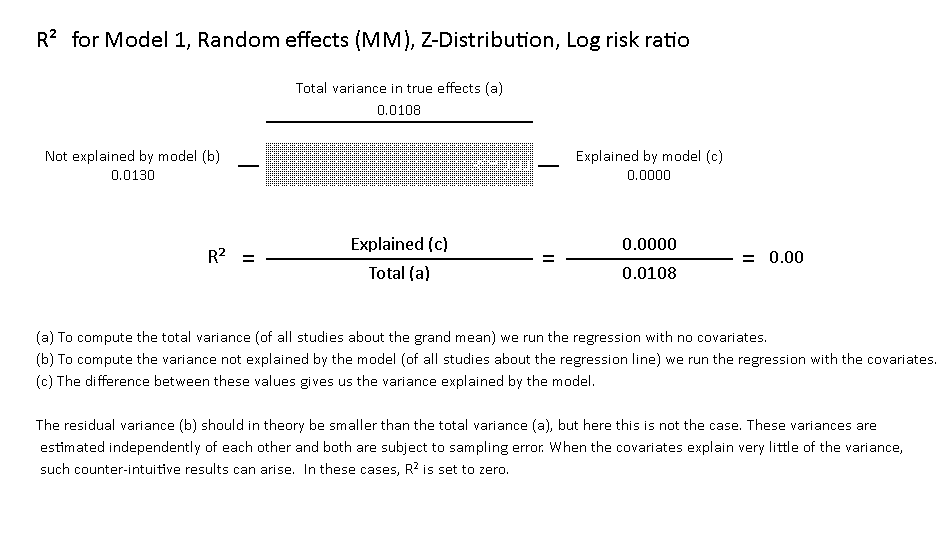 R² for Model 1, Random effects (MM), Z-Distribution, Log risk ratio
Total variance in true effects (a)
0.0108
Not explained by model (b)
0.0130
Explained by model (c)
0.0000
R² = Explained (c) = 0.0000 = 0.00
Total (a) 0.0108
(a) To compute the total variance (of all studies about the grand mean) we run the regression with no covariates.
(b) To compute the variance not explained by the model (of all studies about the regression line) we run the regression with the covariates.
(c) The difference between these values gives us the variance explained by the model.
The residual variance (b) should in theory be smaller than the total variance (a), but here this is not the case. These variances are
estimated independently of each other and both are subject to sampling error. When the covariates explain very little of the variance,
such counter-intuitive results can arise. In these cases, R² is set to zero.